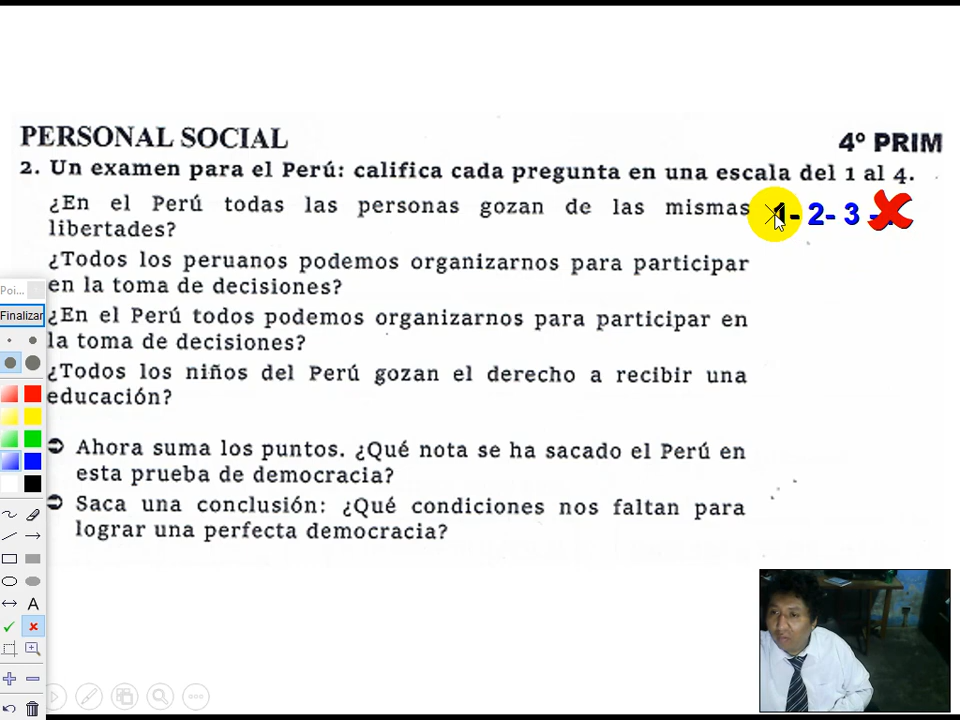 PERSONAL SOCIAL
4º PRIM
2. Un examen para el Perú: califica cada pregunta en una escala del 1 al 4.
¿En el Perú todas las personas gozan de las mismas
libertades?
1- 2- 3 -
¿Todos los peruanos podemos organizarnos para participar
en la toma de decisiones?
¿En el Perú todos podemos organizarnos para participar en
la toma de decisiones?
¿Todos los niños del Perú gozan el derecho a recibir una
educación?
➲ Ahora suma los puntos. ¿Qué nota se ha sacado el Perú en
esta prueba de democracia?
➲ Saca una conclusión: ¿Qué condiciones nos faltan para
lograr una perfecta democracia?
Poi...
Finalizar
A